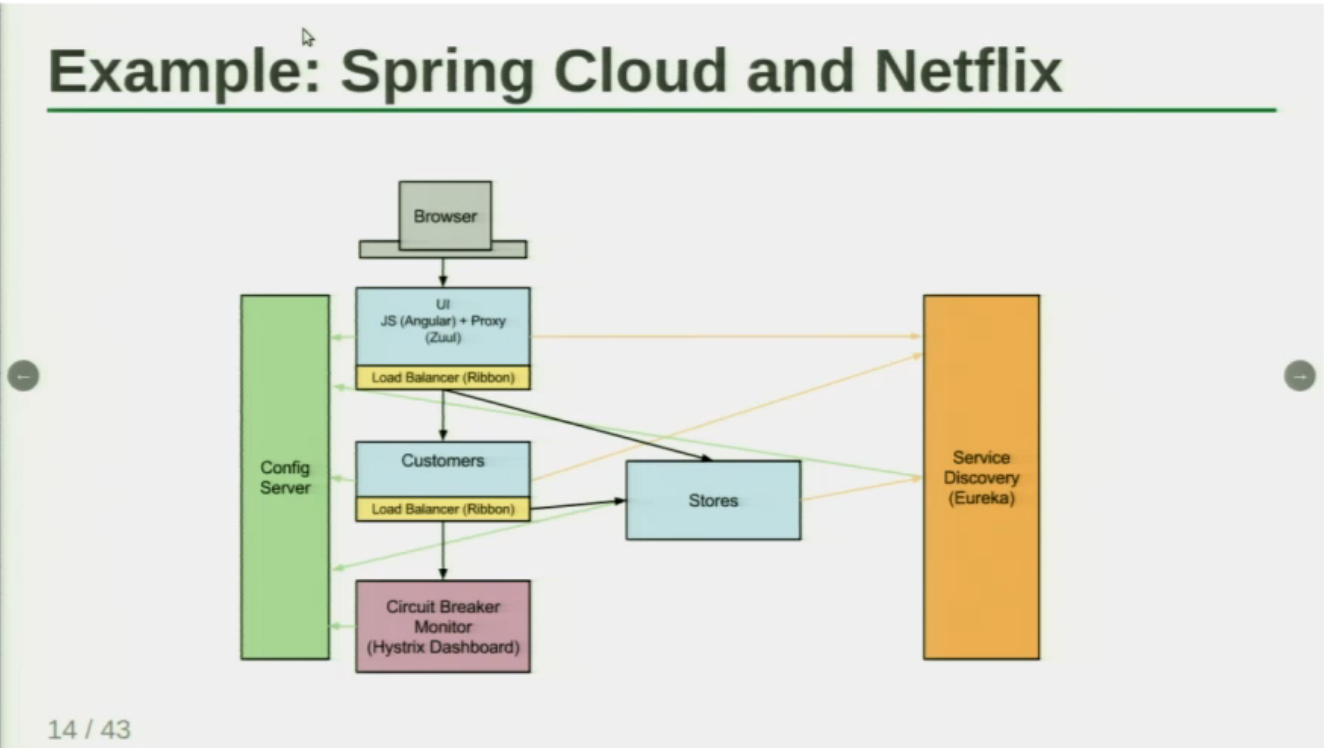 Example: Spring Cloud and Netflix
Browser
UI
JS (Angular) + Proxy
(Zuul)
Load Balancer (Ribbon)
Customers
Load Balancer (Ribbon)
Circuit Breaker
Monitor
(Hystrix Dashboard)
Config
Server
Stores
Service
Discovery
(Eureka)
14 / 43